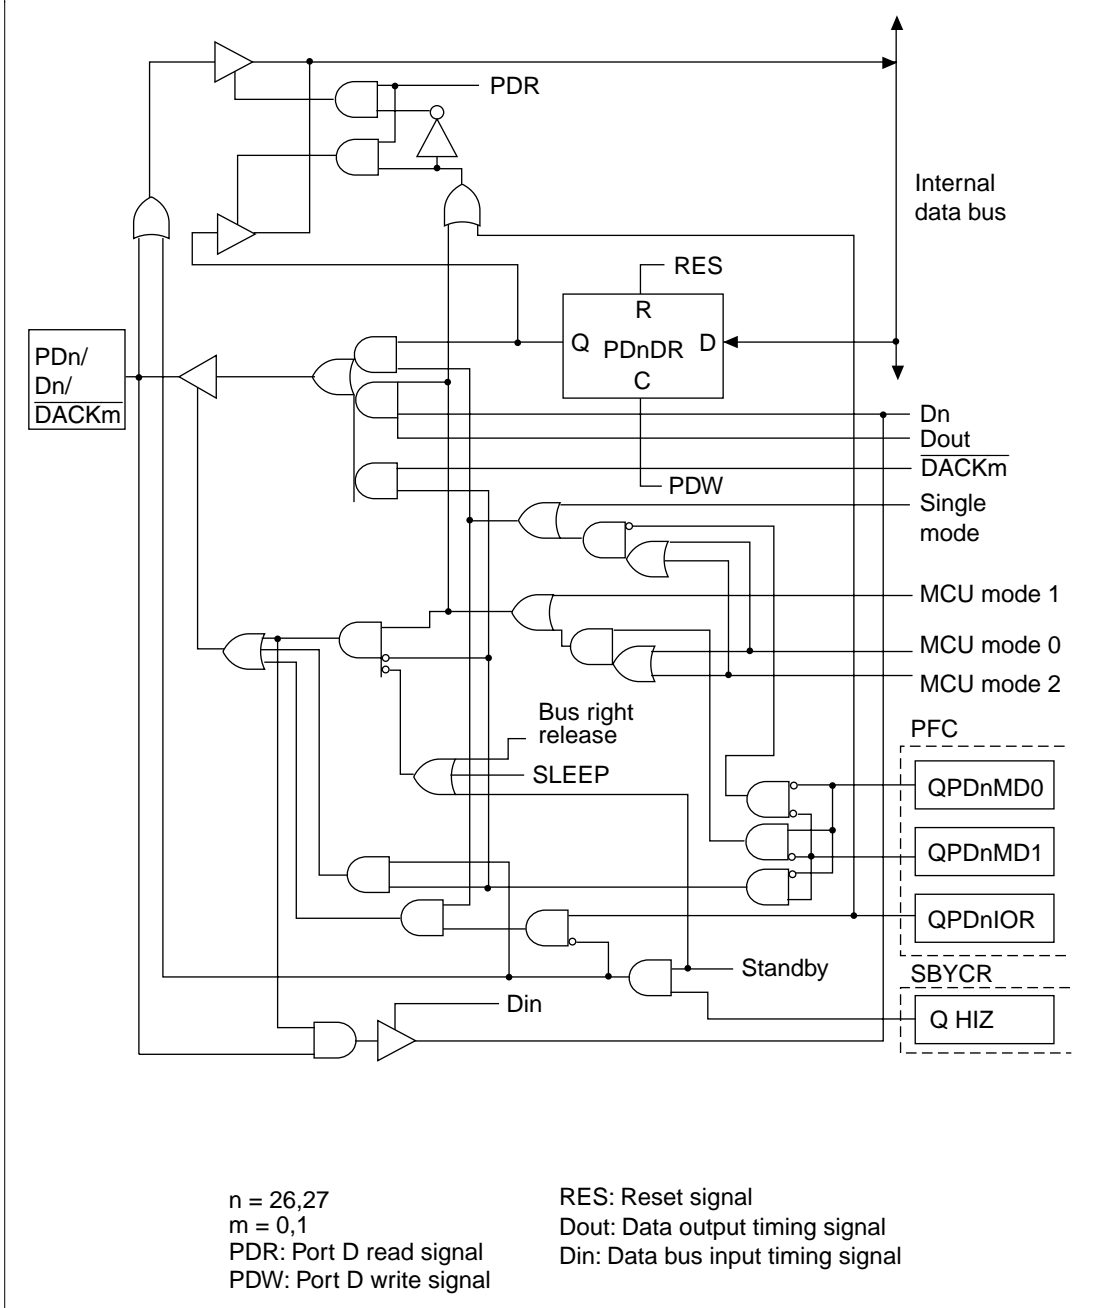 PDR
Internal
data bus
RES
R
Q PDnDR D
C
PDn/
Dn/
DACKm
Dn
Dout
DACKm
PDW
Single
mode
MCU mode 1
MCU mode 0
MCU mode 2
Bus right
release
SLEEP
PFC
QPDnMD0
QPDnMD1
QPDnIOR
Standby
SBYCR
Q HIZ
Din
n = 26,27
m = 0,1
PDR: Port D read signal
PDW: Port D write signal
RES: Reset signal
Dout: Data output timing signal
Din: Data bus input timing signal